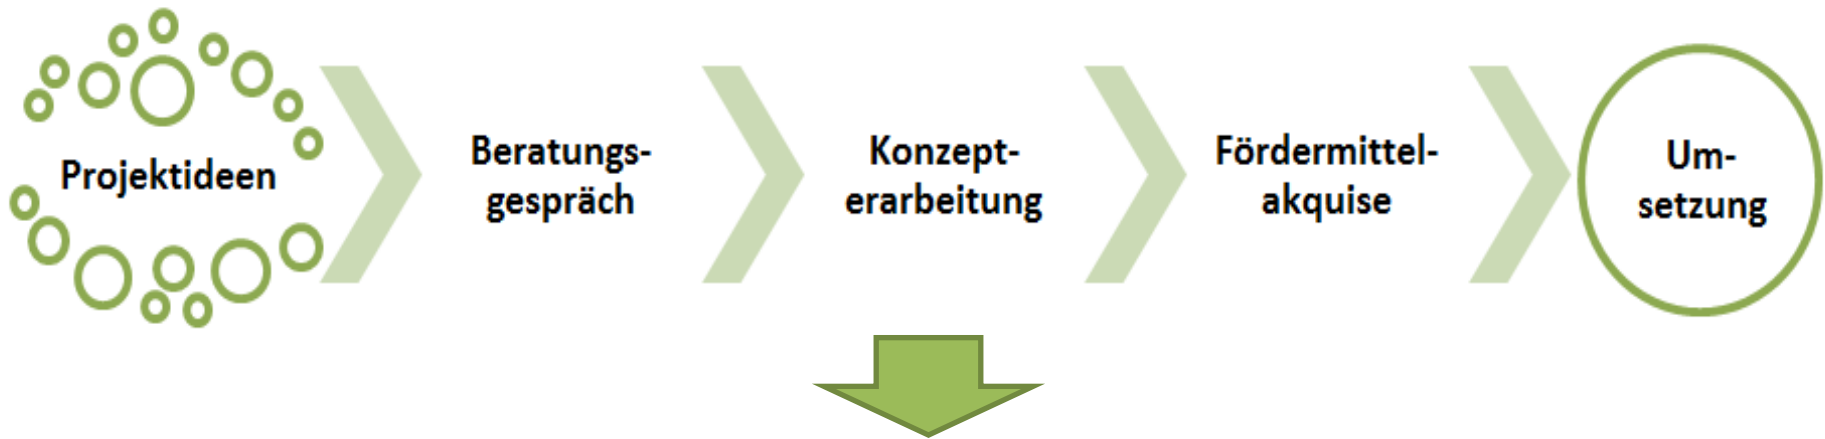 Projektideen
Beratungs-
gespräch
Konzept-
erarbeitung
Fördermittel-
akquise
Um-
setzung